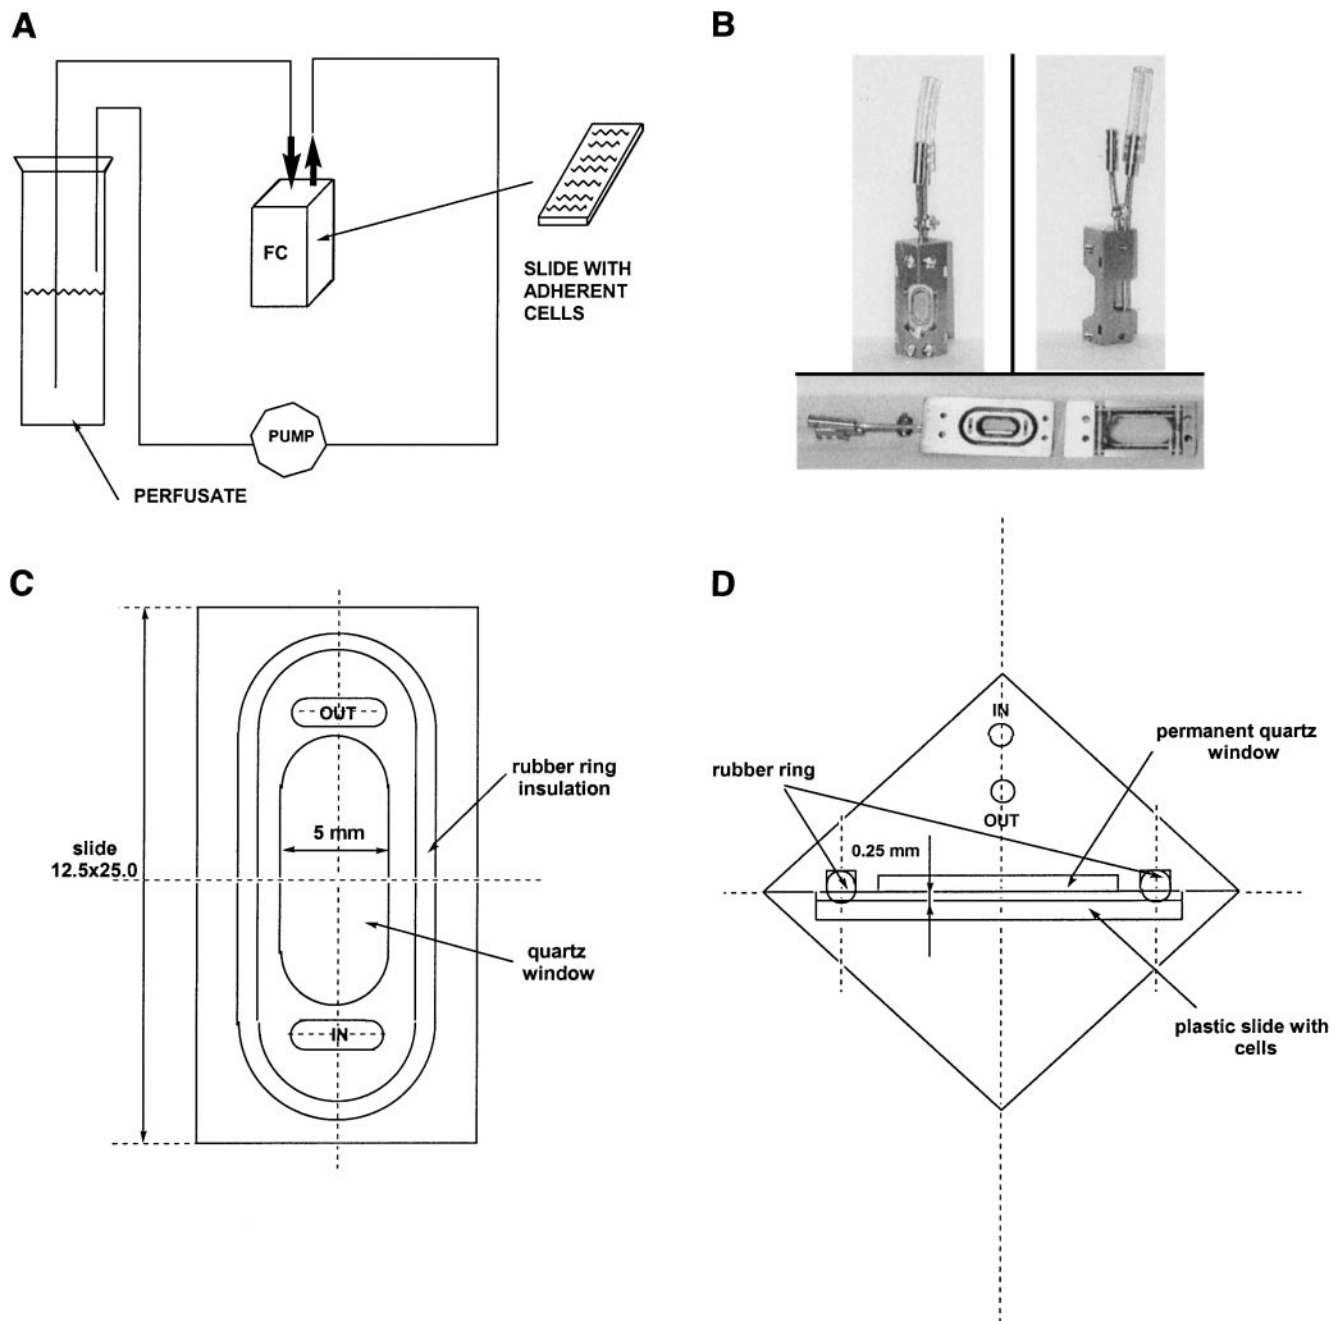 A
FC
SLIDE WITH
ADHERENT
CELLS
PUMP
PERFUSATE
B
C
OUT
rubber ring
insulation
5 mm
slide
12.5x25.0
quartz
window
IN
D
IN
permanent quartz
window
rubber ring
OUT
0.25 mm
plastic slide with
cells